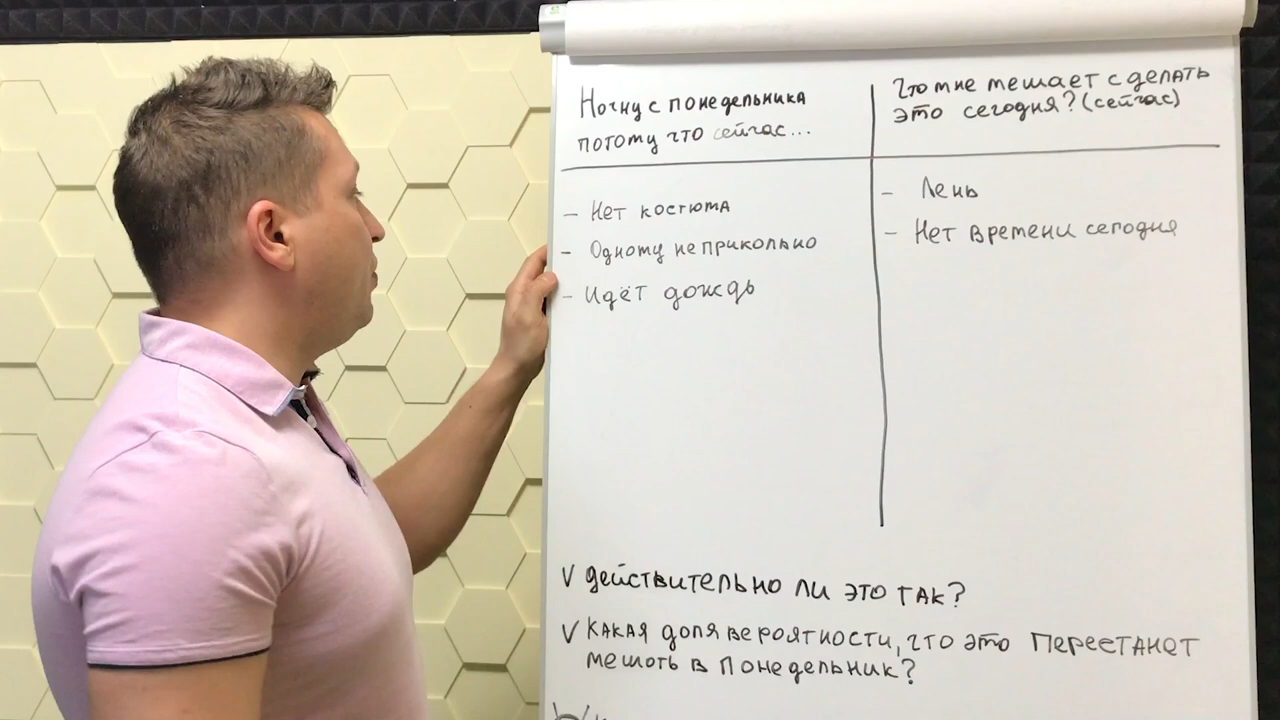 Начну с понедельника
потому что сейчас...
Что мне мешает сделать
это сегодня? (сейчас)
- Нет костюма
- Одному не прикольно
- Идёт дождь
- Лень
- Нет времени сегодня
V действительно ли это так?
V Какая доля вероятности, что это перестанет
мешать в понедельник?